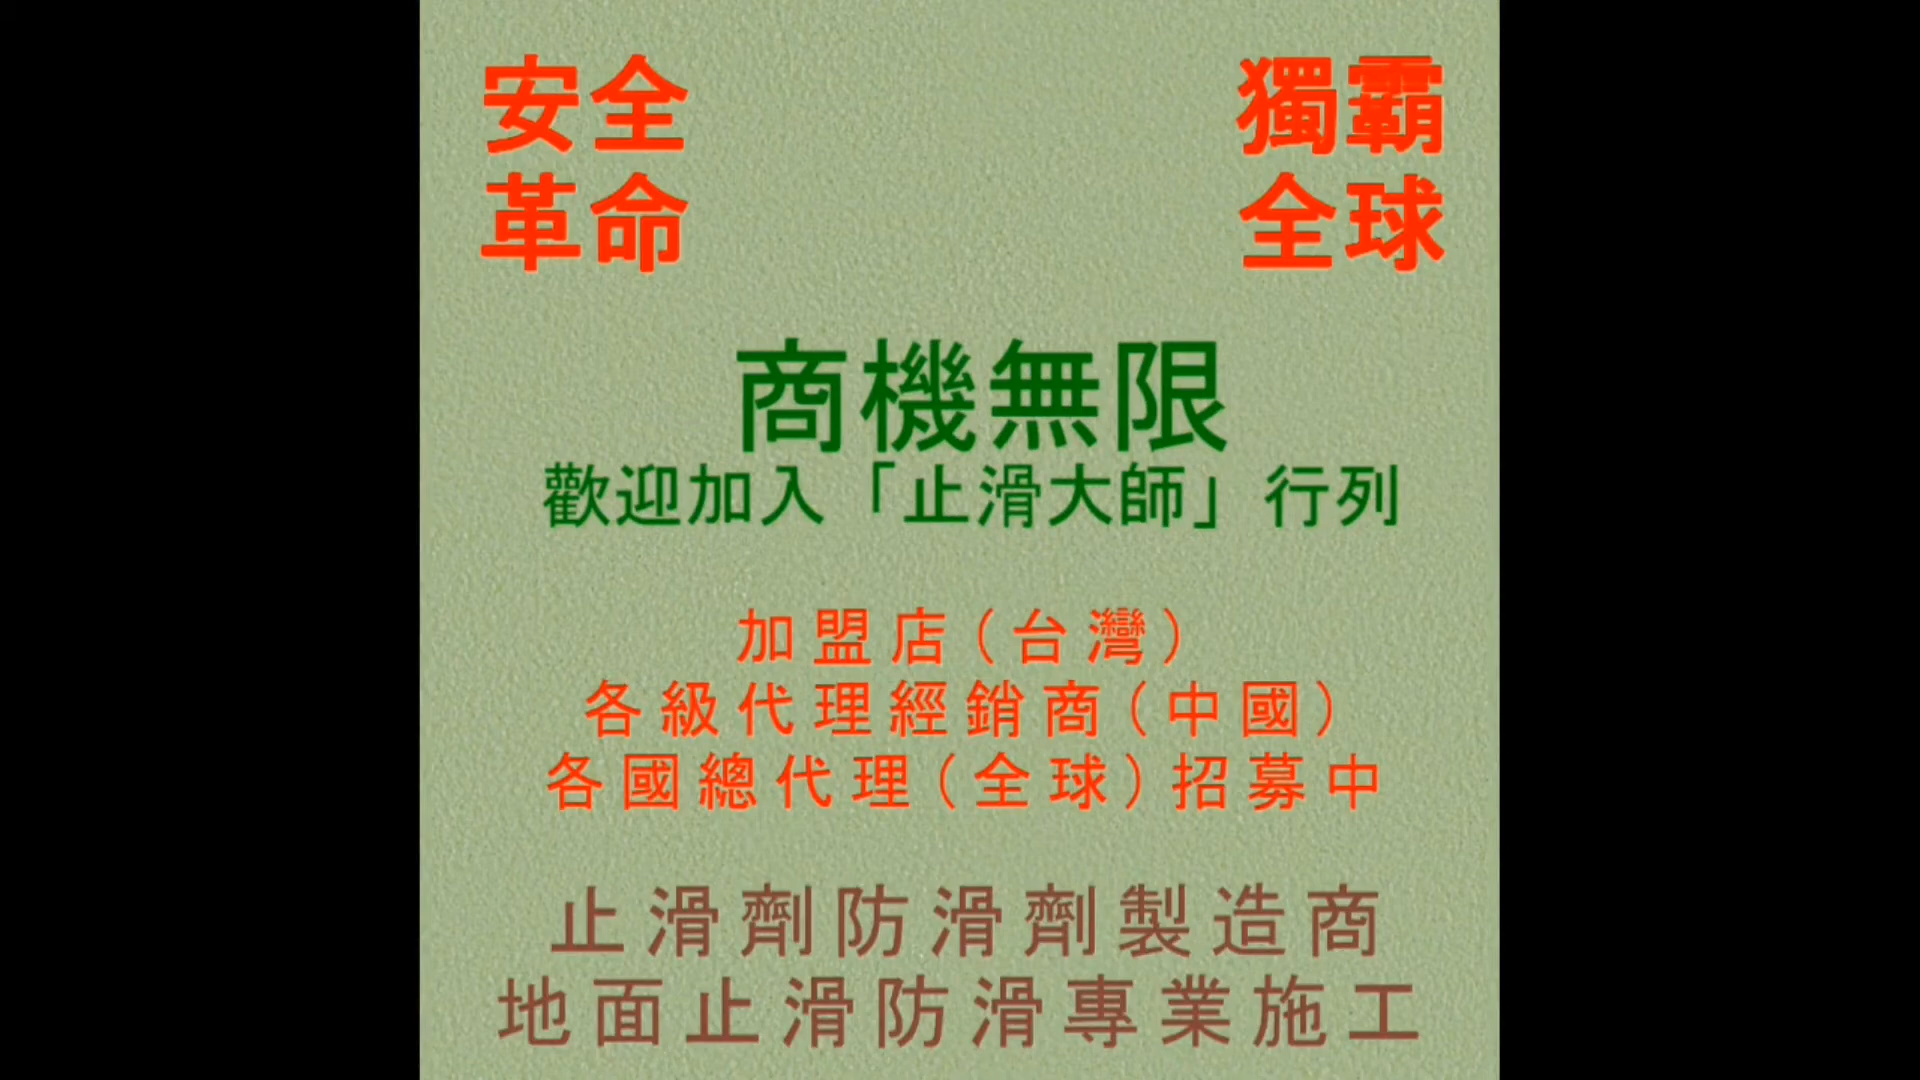 安全
革命
獨霸
全球
商機無限
歡迎加入「止滑大師」行列
加盟店(台灣)
各級代理經銷商(中國)
各國總代理(全球)招募中
止滑劑防滑劑製造商
地面止滑防滑專業施工